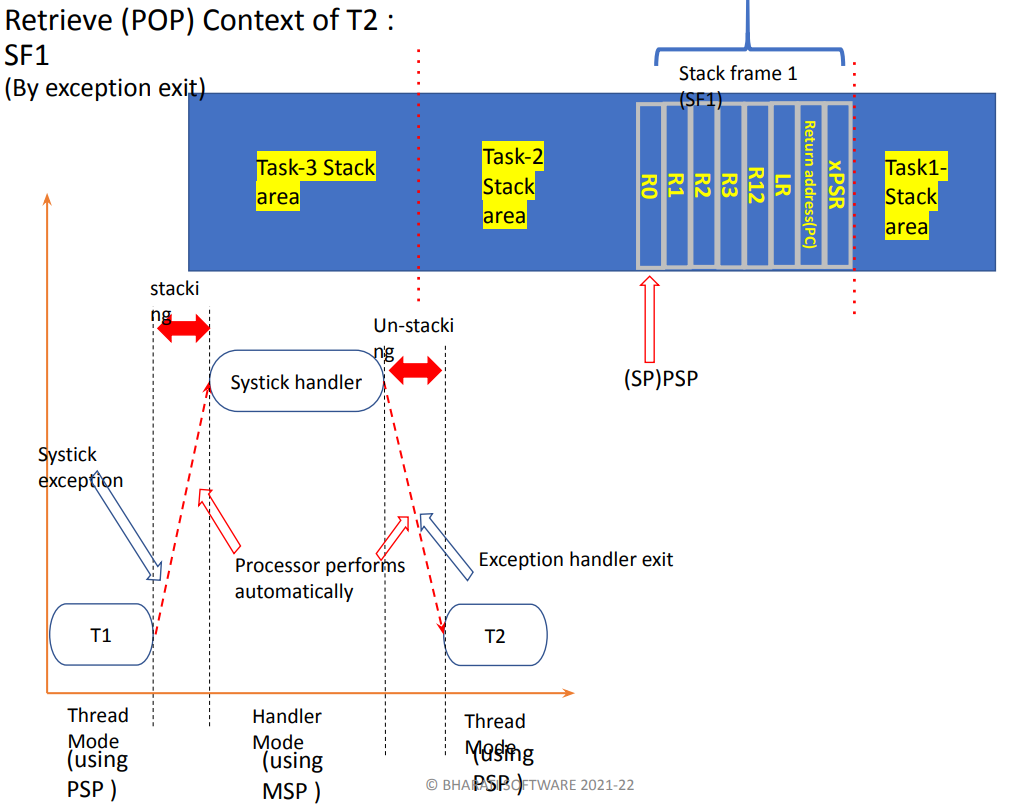 Retrieve (POP) Context of T2 :
SF1
(By exception exit)
Stack frame 1
(SF1)
Task-3 Stack
area
Task-2
Stack
area
R0
R1
R2
R3
R12
LR
Return address(PC)
xPSR
Task1-
Stack
area
stacki
ng
Un-stacki
ng
(SP)PSP
Systick handler
Systick
exception
Processor performs
automatically
Exception handler exit
T1
T2
Thread
Mode
(using
PSP )
Handler
Mode
(using
MSP )
Thread
Mode
(using
PSP )
© BHARATI SOFTWARE 2021-22